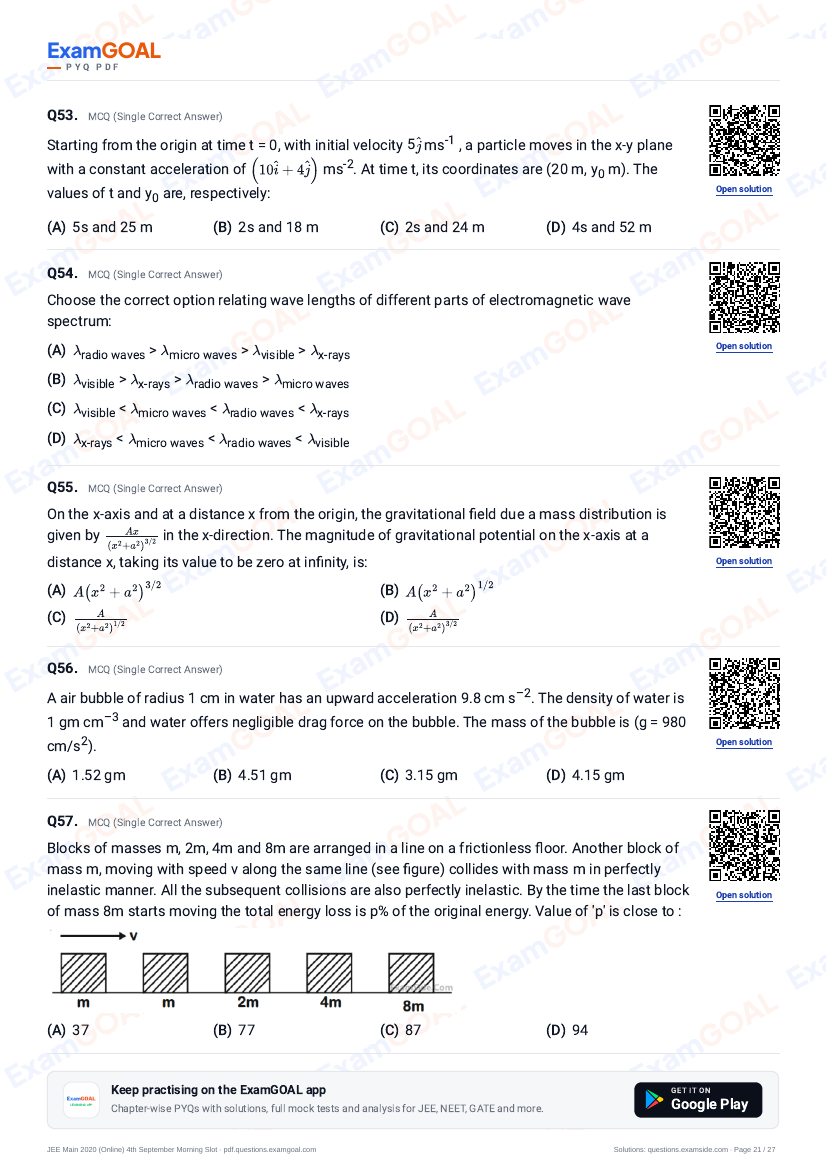 ExamGOAL
PYQ PDF
Q53. MCQ (Single Correct Answer)
Starting from the origin at time t = 0, with initial velocity 5ĵ ms⁻¹ , a particle moves in the x-y plane
with a constant acceleration of (10î + 4ĵ) ms⁻². At time t, its coordinates are (20 m, y₀ m). The
values of t and y₀ are, respectively:
(A) 5s and 25 m (B) 2s and 18 m (C) 2s and 24 m (D) 4s and 52 m
Open solution
Q54. MCQ (Single Correct Answer)
Choose the correct option relating wave lengths of different parts of electromagnetic wave
spectrum:
(A) λ_radio waves > λ_micro waves > λ_visible > λ_x-rays
(B) λ_visible > λ_x-rays > λ_radio waves > λ_micro waves
(C) λ_visible < λ_micro waves < λ_radio waves < λ_x-rays
(D) λ_x-rays < λ_micro waves < λ_radio waves < λ_visible
Open solution
Q55. MCQ (Single Correct Answer)
On the x-axis and at a distance x from the origin, the gravitational field due a mass distribution is
given by Ax/(x²+a²)^3/2 in the x-direction. The magnitude of gravitational potential on the x-axis at a
distance x, taking its value to be zero at infinity, is:
(A) A(x² + a²)^3/2 (B) A(x² + a²)^1/2
(C) A/(x²+a²)^1/2 (D) A/(x²+a²)^3/2
Open solution
Q56. MCQ (Single Correct Answer)
A air bubble of radius 1 cm in water has an upward acceleration 9.8 cm s⁻². The density of water is
1 gm cm⁻³ and water offers negligible drag force on the bubble. The mass of the bubble is (g = 980
cm/s²).
(A) 1.52 gm (B) 4.51 gm (C) 3.15 gm (D) 4.15 gm
Open solution
Q57. MCQ (Single Correct Answer)
Blocks of masses m, 2m, 4m and 8m are arranged in a line on a frictionless floor. Another block of
mass m, moving with speed v along the same line (see figure) collides with mass m in perfectly
inelastic manner. All the subsequent collisions are also perfectly inelastic. By the time the last block
of mass 8m starts moving the total energy loss is p% of the original energy. Value of 'p' is close to :
Open solution
v
m m 2m 4m 8m
(A) 37 (B) 77 (C) 87 (D) 94
ExamGOAL
Keep practising on the ExamGOAL app
Chapter-wise PYQs with solutions, full mock tests and analysis for JEE, NEET, GATE and more.
GET IT ON
Google Play
JEE Main 2020 (Online) 4th September Morning Slot · pdf.questions.examgoal.com
Solutions: questions.examside.com · Page 21 / 27